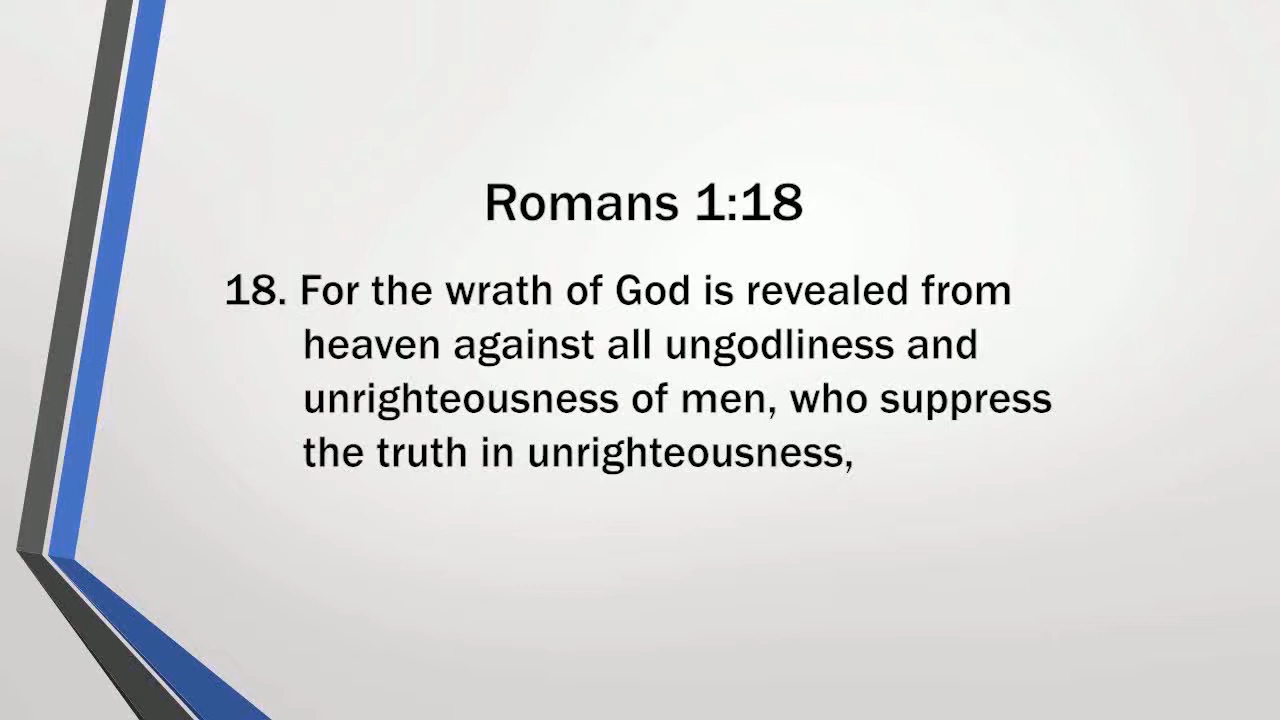 Romans 1:18
18. For the wrath of God is revealed from
heaven against all ungodliness and
unrighteousness of men, who suppress
the truth in unrighteousness,